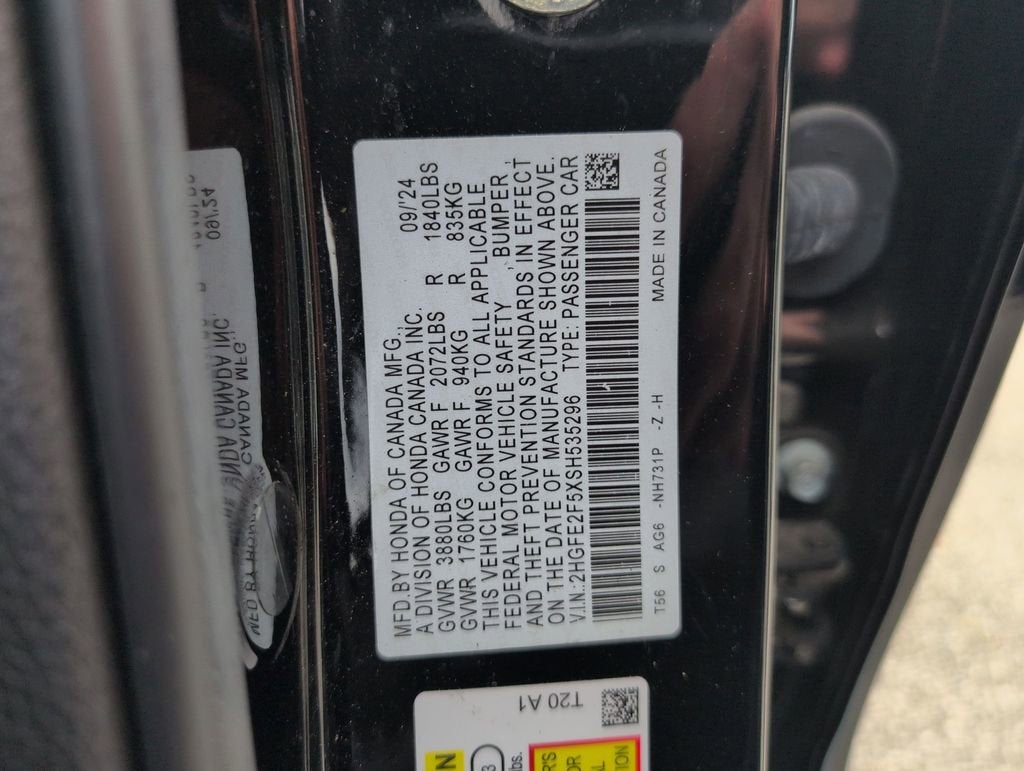 MFD.BY HONDA OF CANADA MFG.,
A DIVISION OF HONDA CANADA INC. 09/'24
GVWR 3880LBS GAWR F 2072LBS R 1840LBS
GVWR 1760KG GAWR F 940KG R 835KG
THIS VEHICLE CONFORMS TO ALL APPLICABLE
FEDERAL MOTOR VEHICLE SAFETY , BUMPER ,
AND THEFT PREVENTION STANDARDS IN EFFECT
ON THE DATE OF MANUFACTURE SHOWN ABOVE.
V.I.N.:2HGFE2F5XSH535296 TYPE: PASSENGER CAR
T56 S AG6 -NH731P -Z -H MADE IN CANADA
T20 A1